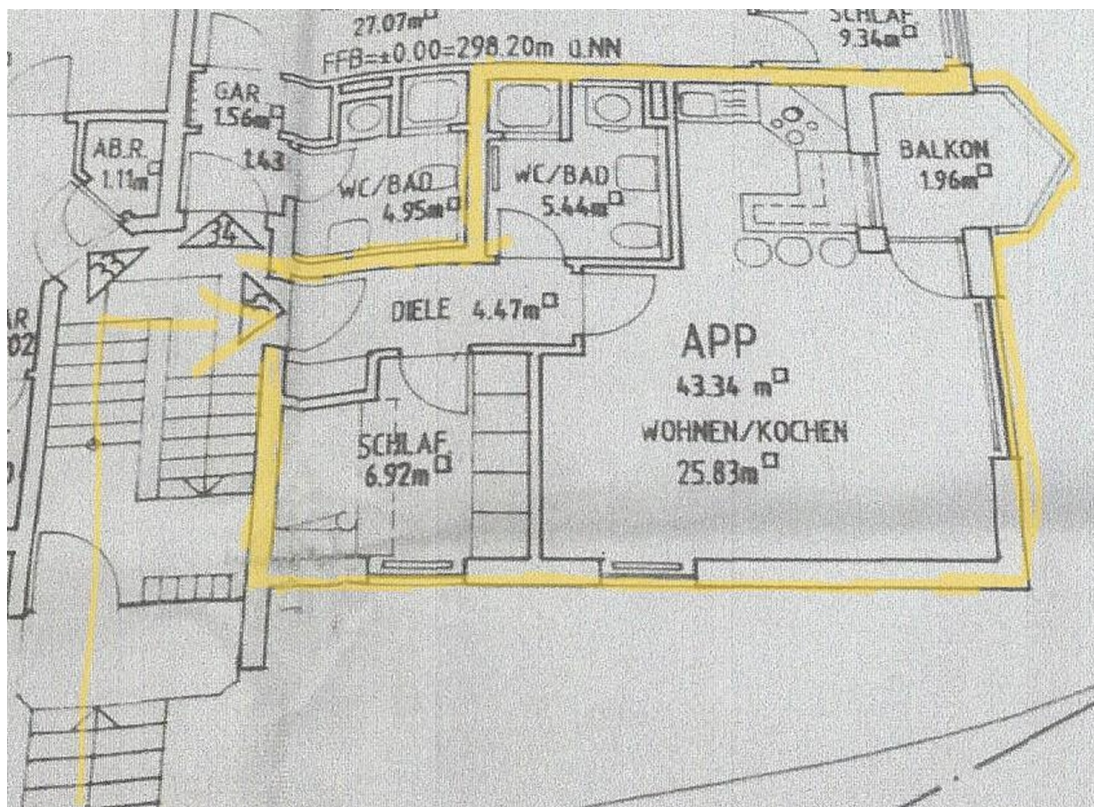 27.07m²
FFB=±0.00=298.20m ü.NN
SCHLAF
9.34m²
GAR
1.56m²
1.43
AB.R.
1.11m²
WC/BAD
4.95m²
WC/BAD
5.44m²
BALKON
1.96m²
34
33
DIELE 4.47m²
APP
43.34 m²
WOHNEN/KOCHEN
25.83m²
SCHLAF
6.92m²